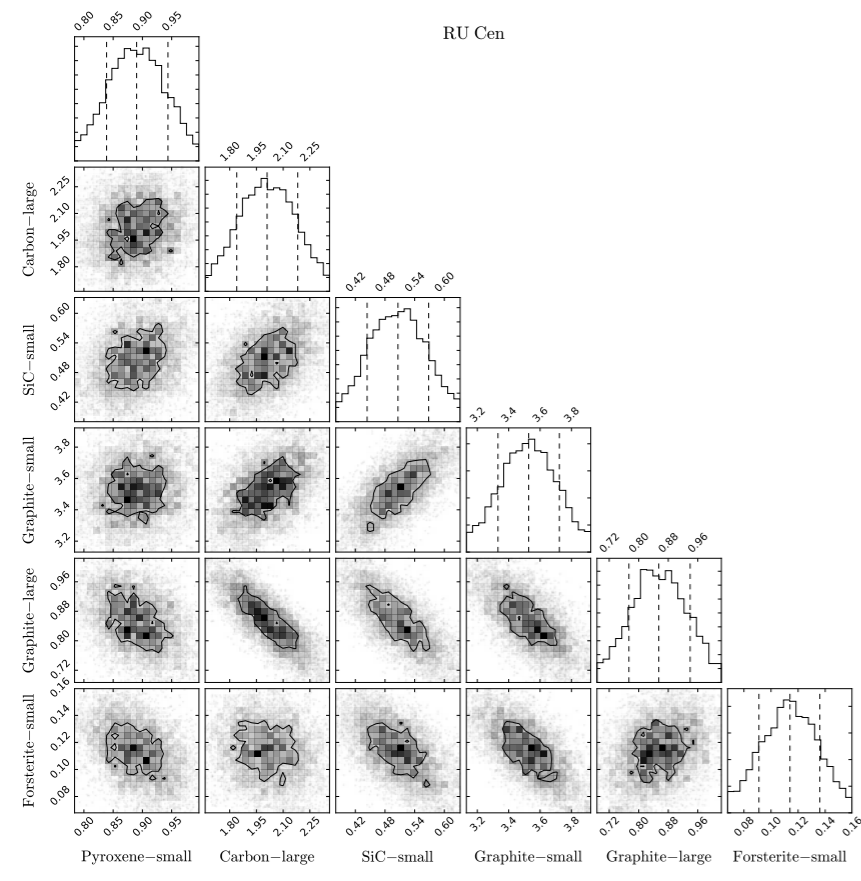 RU Cen
0.80 0.85 0.90 0.95
1.80 1.95 2.10 2.25
Carbon−large
2.25
2.10
1.95
1.80
0.42 0.48 0.54 0.60
SiC−small
0.60
0.54
0.48
0.42
3.2 3.4 3.6 3.8
Graphite−small
3.8
3.6
3.4
3.2
0.72 0.80 0.88 0.96
Graphite−large
0.96
0.88
0.80
0.72
0.16
Forsterite−small
0.16
0.14
0.12
0.10
0.08
0.80 0.85 0.90 0.95 1.80 1.95 2.10 2.25 0.42 0.48 0.54 0.60 3.2 3.4 3.6 3.8 0.72 0.80 0.88 0.96 0.08 0.10 0.12 0.14 0.16
Pyroxene−small Carbon−large SiC−small Graphite−small Graphite−large Forsterite−small